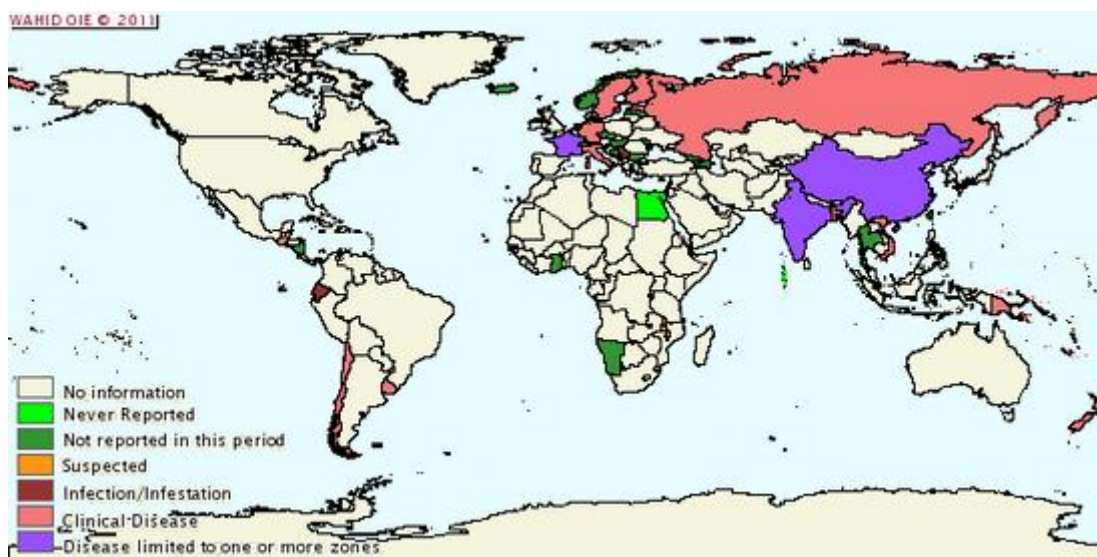 WAHID OIE © 2011
No information
Never Reported
Not reported in this period
Suspected
Infection/Infestation
Clinical Disease
Disease limited to one or more zones